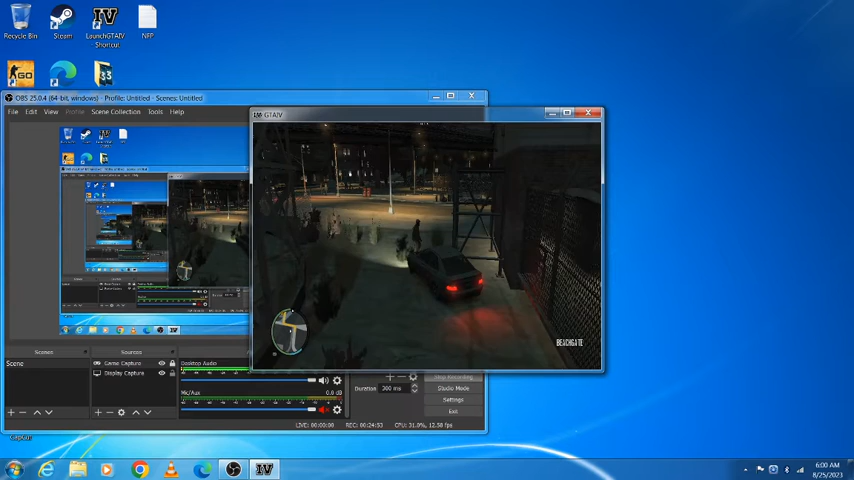 Recycle Bin
Steam
LaunchGTAIV - Shortcut
NFP
OBS 25.0.4 (64-bit, windows) - Profile: Untitled - Scenes: Untitled
File Edit View Profile Scene Collection Tools Help
GTAIV
BEACHGATE
Scenes
Sources
Scene
Game Capture
Display Capture
Desktop Audio
Mic/Aux
0.0 dB
Duration 300 ms
Stop Recording
Studio Mode
Settings
Exit
LIVE: 00:00:00
REC: 00:24:53
CPU: 31.0%, 12.58 fps
6:00 AM
8/25/2023